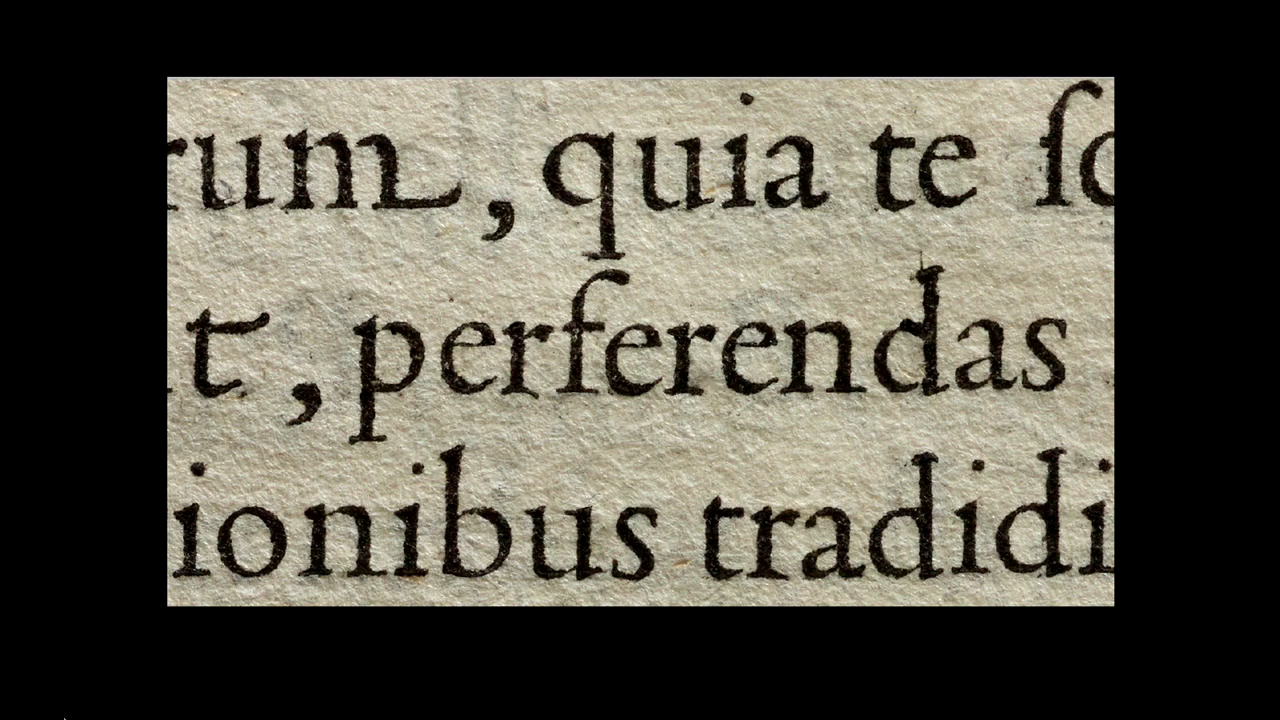 rum, quia te
t, perferendas
ionibus tradidi